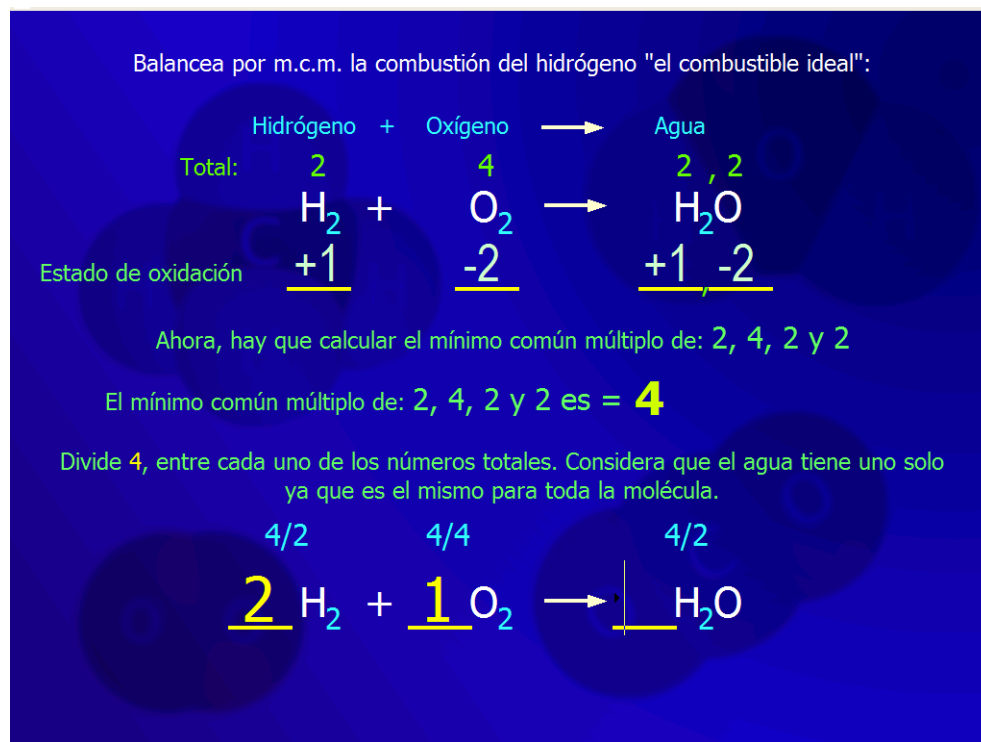 Balancea por m.c.m. la combustión del hidrógeno "el combustible ideal":
Hidrógeno + Oxígeno → Agua
Total: 2 4 2 , 2
H₂ + O₂ → H₂O
Estado de oxidación +1 -2 +1 , -2
Ahora, hay que calcular el mínimo común múltiplo de: 2, 4, 2 y 2
El mínimo común múltiplo de: 2, 4, 2 y 2 es = 4
Divide 4, entre cada uno de los números totales. Considera que el agua tiene uno solo
ya que es el mismo para toda la molécula.
4/2 4/4 4/2
2 H₂ + 1 O₂ → __ H₂O